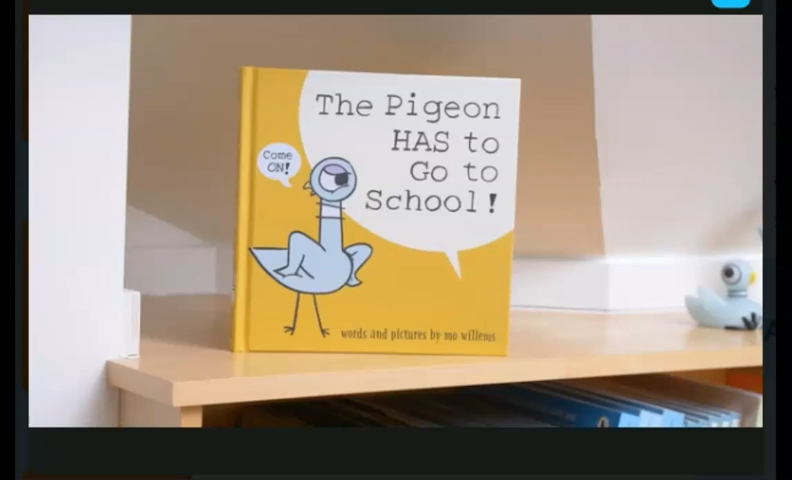 The Pigeon
HAS to
Go to
School!
Come
ON!
words and pictures by mo willems